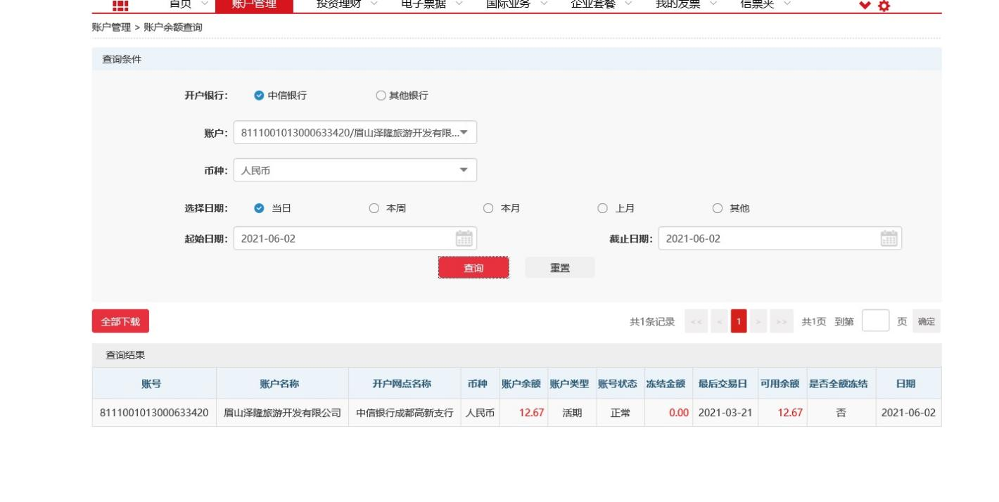 首页 账户管理 投资理财 电子票据 国际业务 企业套餐 我的发票 信票夹
账户管理 > 账户余额查询
查询条件
开户银行： 中信银行 其他银行
账户： 8111001013000633420/眉山泽隆旅游开发有限...
币种： 人民币
选择日期： 当日 本周 本月 上月 其他
起始日期： 2021-06-02 截止日期： 2021-06-02
查询 重置
全部下载 共1条记录 << < 1 > >> 共1页 到第 页 确定
查询结果
账号 账户名称 开户网点名称 币种 账户余额 账户类型 账号状态 冻结金额 最后交易日 可用余额 是否全额冻结 日期
8111001013000633420 眉山泽隆旅游开发有限公司 中信银行成都高新支行 人民币 12.67 活期 正常 0.00 2021-03-21 12.67 否 2021-06-02